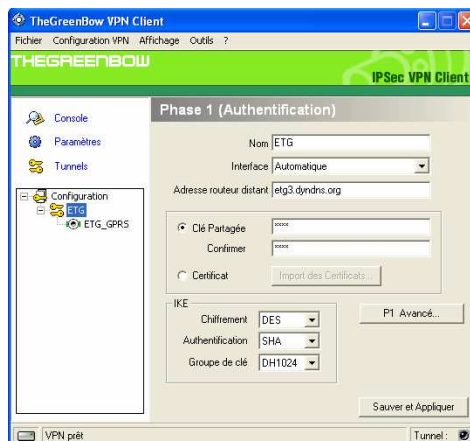 TheGreenBow VPN Client
Fichier Configuration VPN Affichage Outils ?
THEGREENBOW
IPSec VPN Client
Console
Paramètres
Tunnels
Configuration
ETG
ETG_GPRS
Phase 1 (Authentification)
Nom ETG
Interface Automatique
Adresse routeur distant etg3.dyndns.org
Clé Partagée ××××
Confirmer ××××
Certificat Import des Certificats...
IKE
Chiffrement DES
Authentification SHA
Groupe de clé DH1024
P1 Avancé...
Sauver et Appliquer
VPN prêt Tunnel :